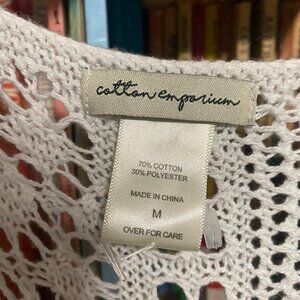 cotton emporium
70% COTTON
30% POLYESTER
MADE IN CHINA
M
OVER FOR CARE